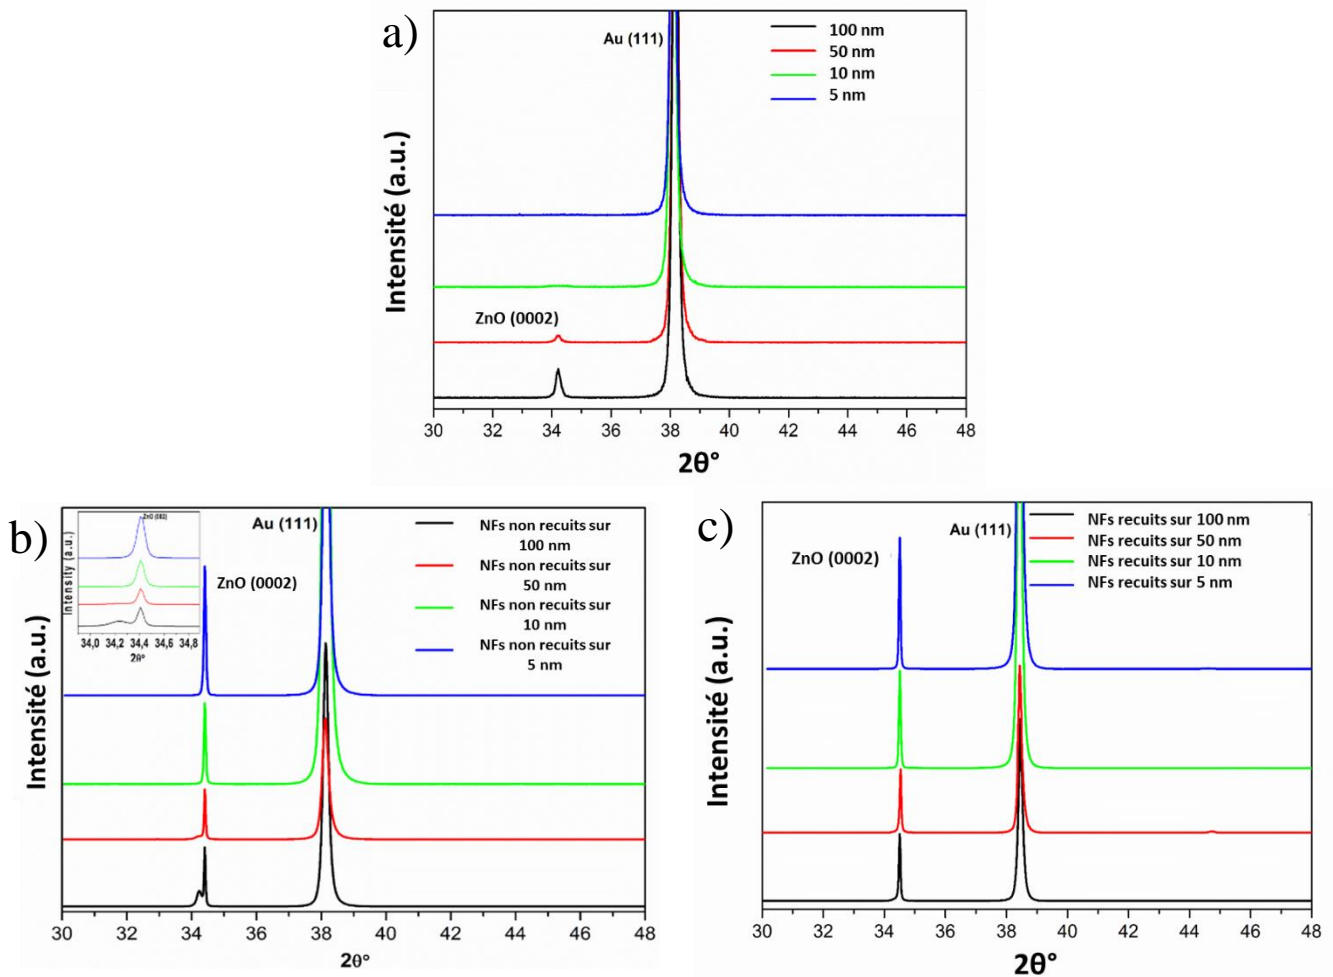 a)
Au (111)
100 nm
50 nm
10 nm
5 nm
ZnO (0002)
Intensité (a.u.)
30 32 34 36 38 40 42 44 46 48
2θ°
b)
ZnO (002)
Intensity (a.u.)
34,0 34,2 34,4 34,6 34,8
2θ°
Au (111)
ZnO (0002)
NFs non recuits sur
100 nm
NFs non recuits sur
50 nm
NFs non recuits sur
10 nm
NFs non recuits sur
5 nm
Intensité (a.u.)
30 32 34 36 38 40 42 44 46 48
2θ°
c)
ZnO (0002)
Au (111)
NFs recuits sur 100 nm
NFs recuits sur 50 nm
NFs recuits sur 10 nm
NFs recuits sur 5 nm
Intensité (a.u.)
30 32 34 36 38 40 42 44 46 48
2θ°